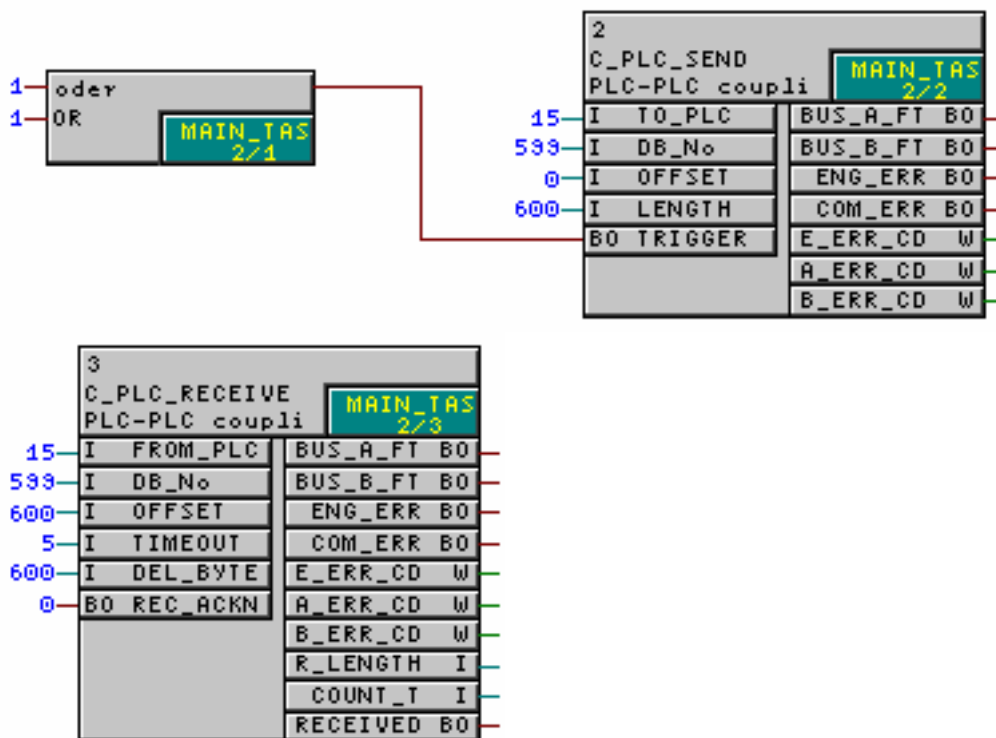 1 oder
1 OR
MAIN_TAS
2/1
2
C_PLC_SEND
PLC-PLC coupli
MAIN_TAS
2/2
15 I TO_PLC BUS_A_FT BO
599 I DB_No BUS_B_FT BO
0 I OFFSET ENG_ERR BO
600 I LENGTH COM_ERR BO
BO TRIGGER E_ERR_CD W
A_ERR_CD W
B_ERR_CD W
3
C_PLC_RECEIVE
PLC-PLC coupli
MAIN_TAS
2/3
15 I FROM_PLC BUS_A_FT BO
599 I DB_No BUS_B_FT BO
600 I OFFSET ENG_ERR BO
5 I TIMEOUT COM_ERR BO
600 I DEL_BYTE E_ERR_CD W
0 BO REC_ACKN A_ERR_CD W
B_ERR_CD W
R_LENGTH I
COUNT_T I
RECEIVED BO